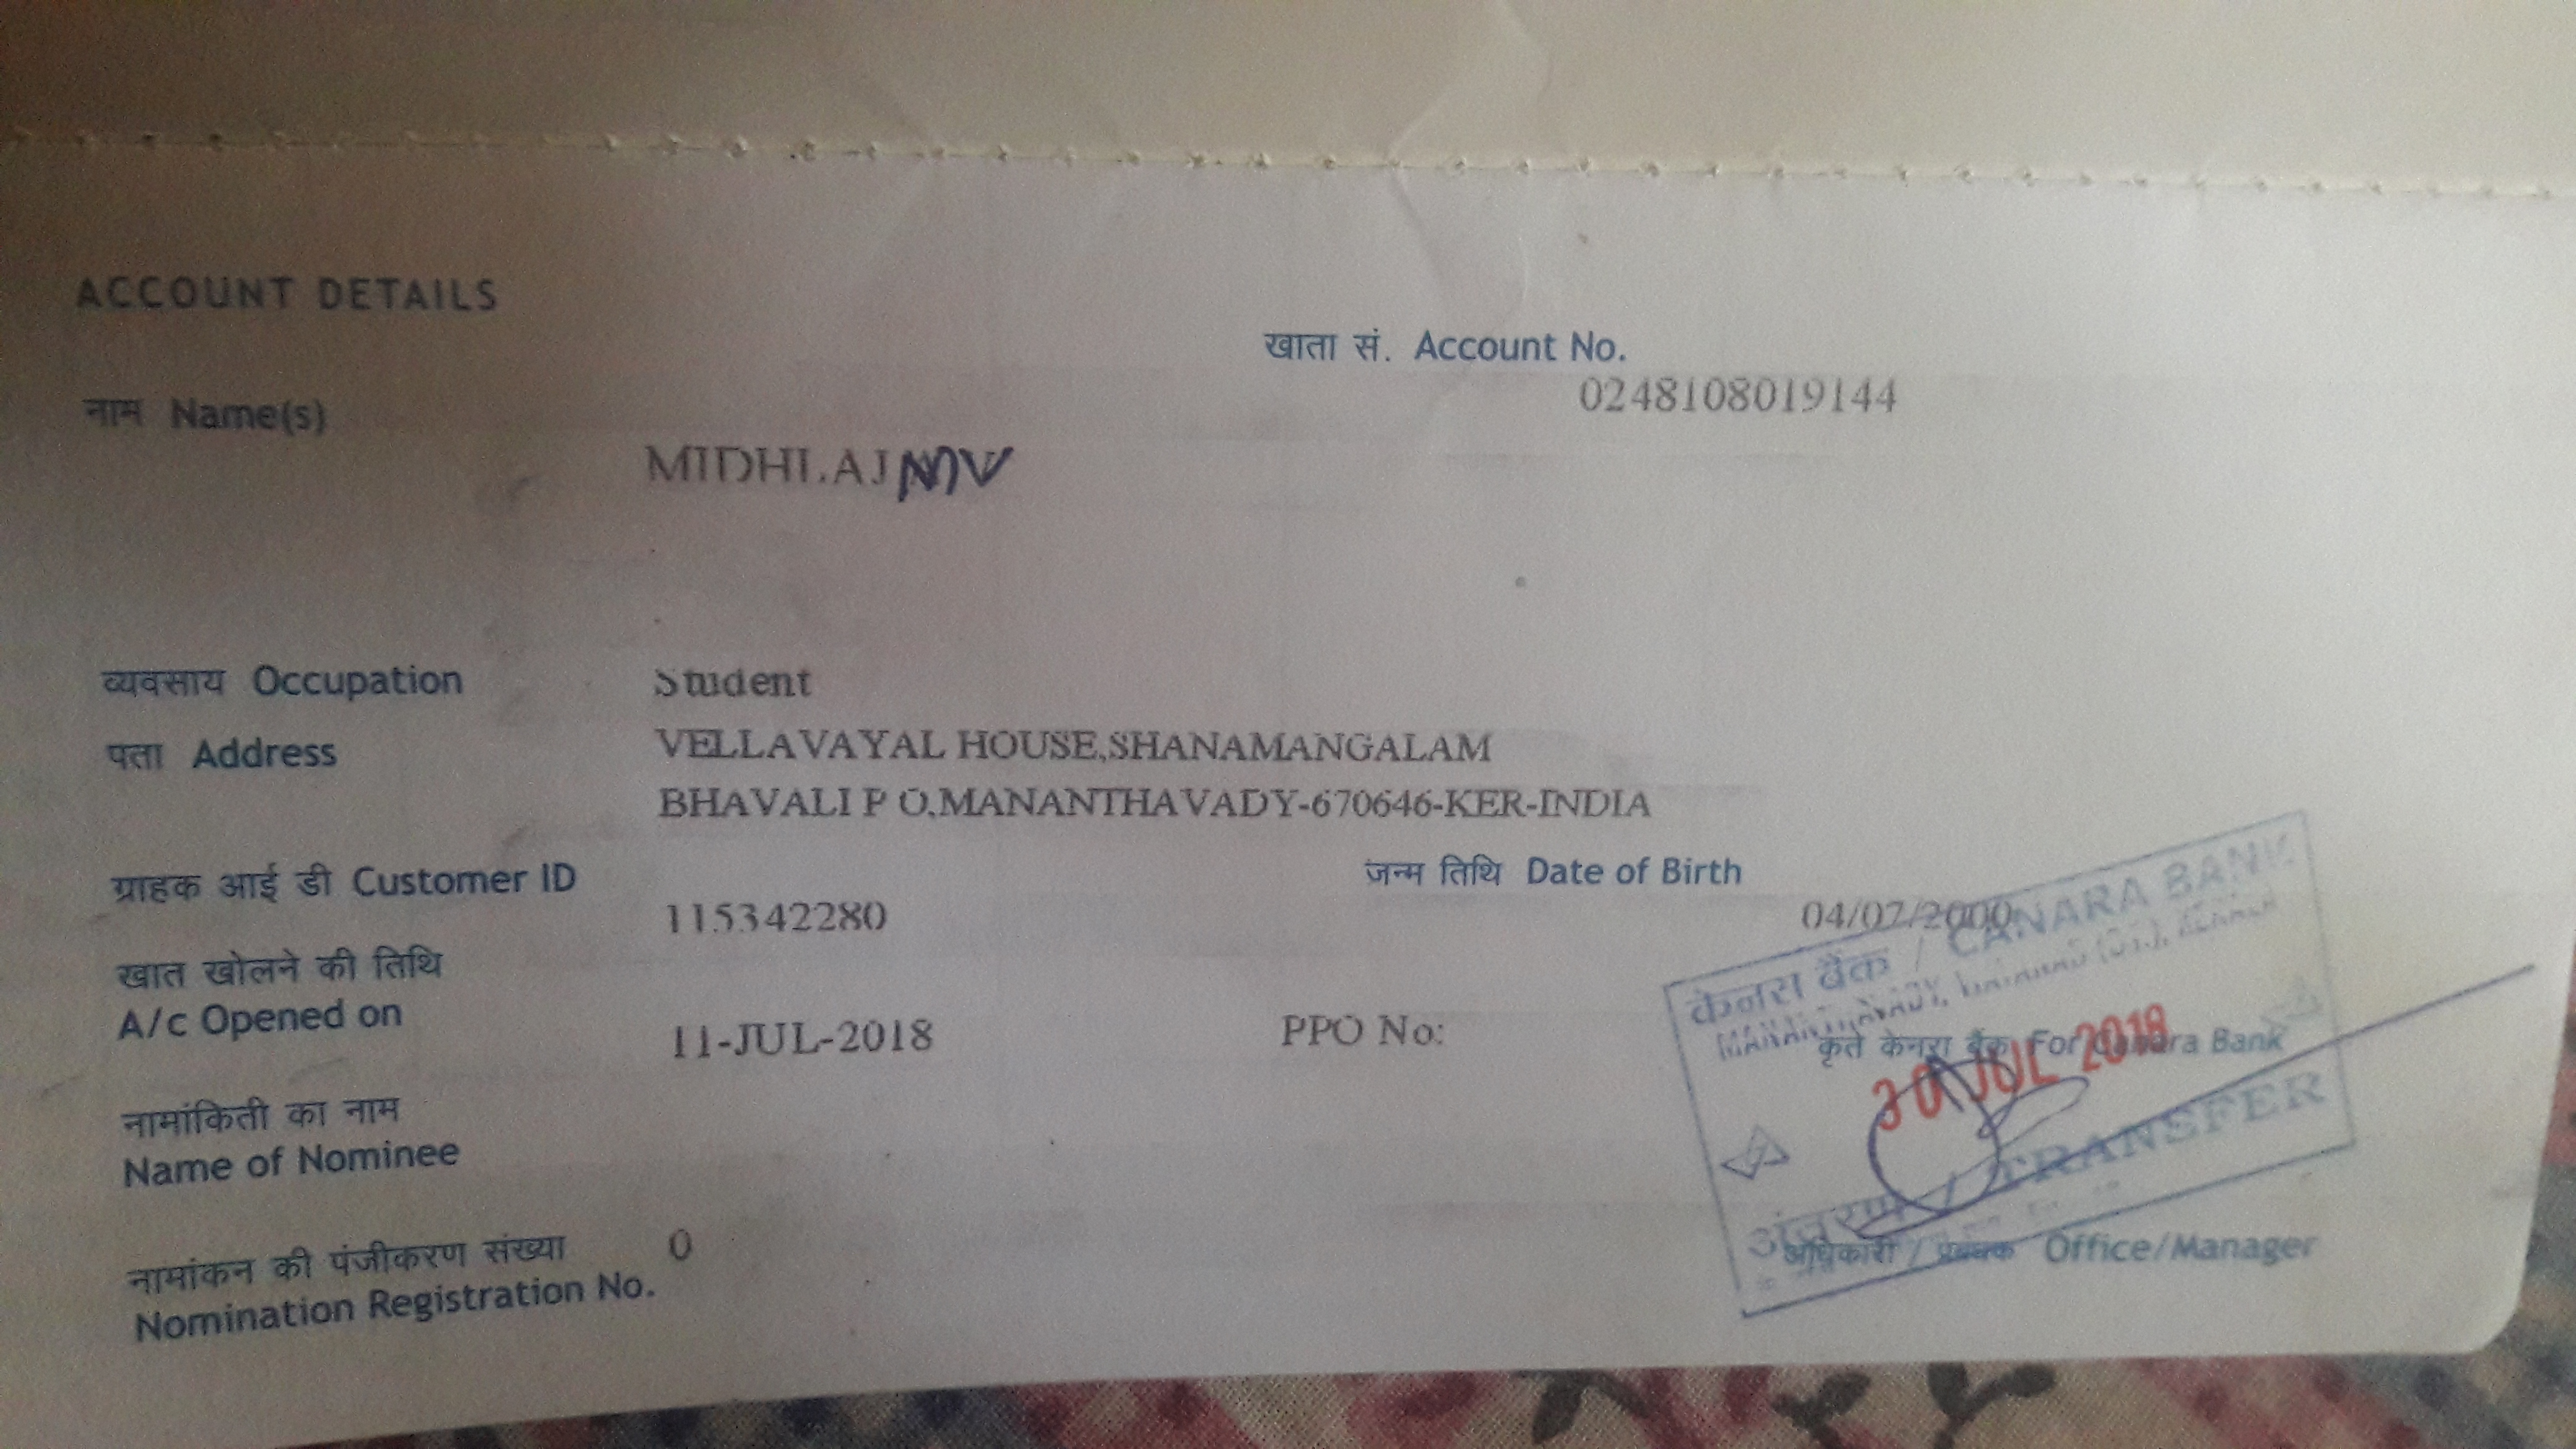 ACCOUNT DETAILS
खाता सं. Account No.
0248108019144
नाम Name(s)
MIDHLAJ MV
व्यवसाय Occupation Student
पता Address VELLAVAYAL HOUSE,SHANAMANGALAM
BHAVALI P O,MANANTHAVADY-670646-KER-INDIA
ग्राहक आई डी Customer ID
115342280
जन्म तिथि Date of Birth
04/07/2000
खात खोलने की तिथि
A/c Opened on
11-JUL-2018
PPO No:
केनरा बैंक / CANARA BANK
कृते केनरा बैंक For Canara Bank
30 JUL 2018
नामांकिती का नाम
Name of Nominee
TRANSFER
नामांकन की पंजीकरण संख्या 0
Nomination Registration No.
अधिकारी / प्रबंधक Office/Manager